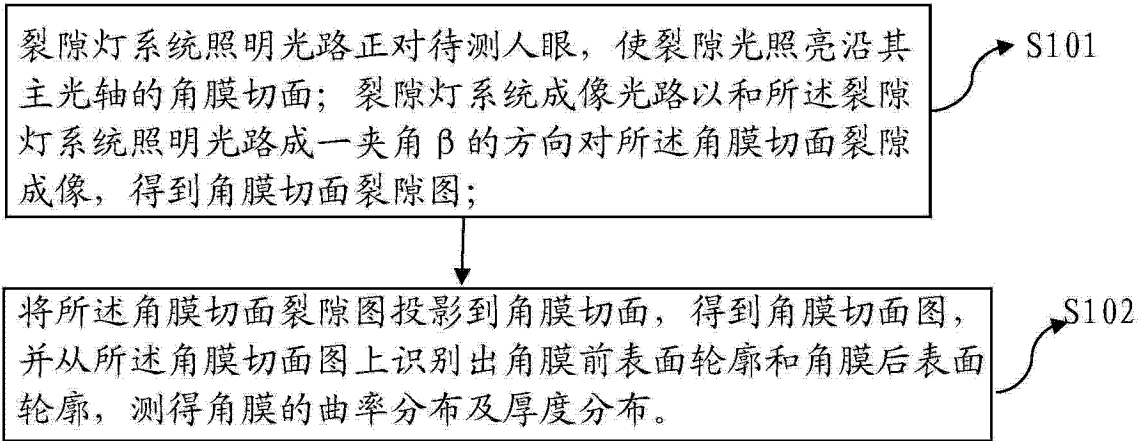 裂隙灯系统照明光路正对待测人眼，使裂隙光照亮沿其
主光轴的角膜切面；裂隙灯系统成像光路以和所述裂隙
灯系统照明光路成一夹角β的方向对所述角膜切面裂隙
成像，得到角膜切面裂隙图；
S101
将所述角膜切面裂隙图投影到角膜切面，得到角膜切面图，
并从所述角膜切面图上识别出角膜前表面轮廓和角膜后表面
轮廓，测得角膜的曲率分布及厚度分布。
S102